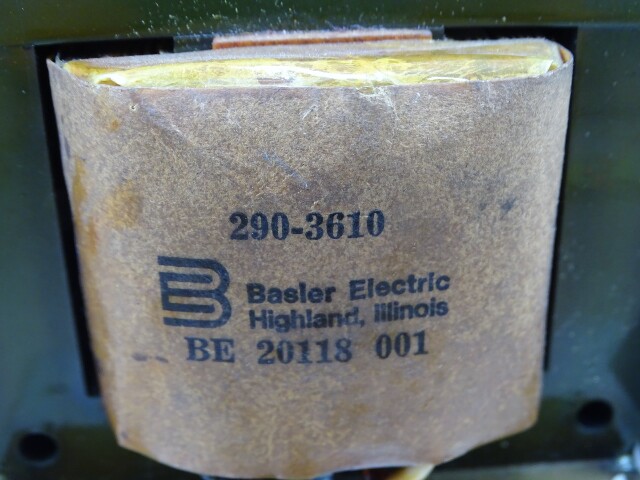 290-3610
Basler Electric
Highland, Illinois
BE 20118 001